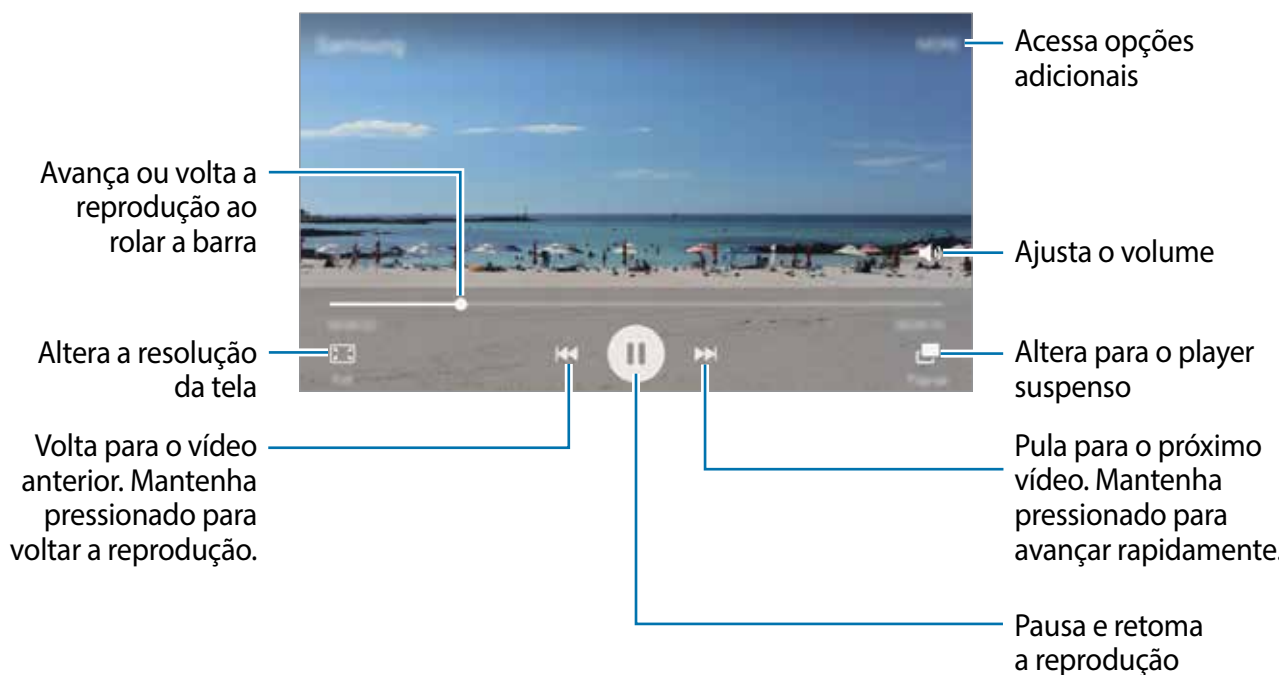 Samsung
MORE
Acessa opções
adicionais
Avança ou volta a
reprodução ao
rolar a barra
Ajusta o volume
Altera a resolução
da tela
Altera para o player
suspenso
Volta para o vídeo
anterior. Mantenha
pressionado para
voltar a reprodução.
Pula para o próximo
vídeo. Mantenha
pressionado para
avançar rapidamente.
Pausa e retoma
a reprodução